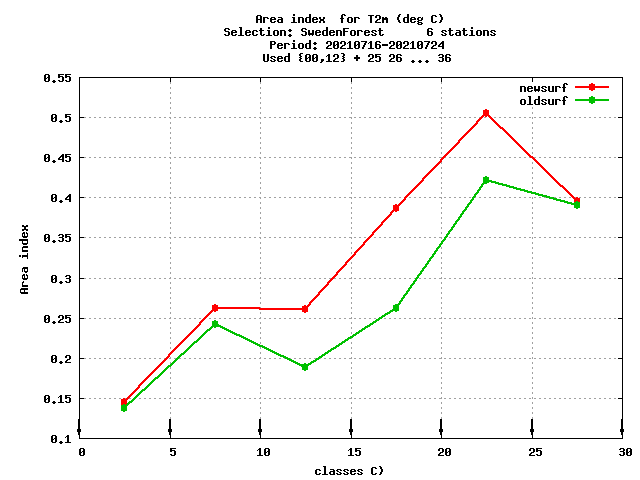 Area index  for T2m (deg C)
Selection: SwedenForest      6 stations
Period: 20210716-20210724
Used {00,12} + 25 26 ... 36
newsurf
oldsurf
0.55
0.5
0.45
0.4
0.35
0.3
0.25
0.2
0.15
0.1
Area index
0 5 10 15 20 25 30
classes C)